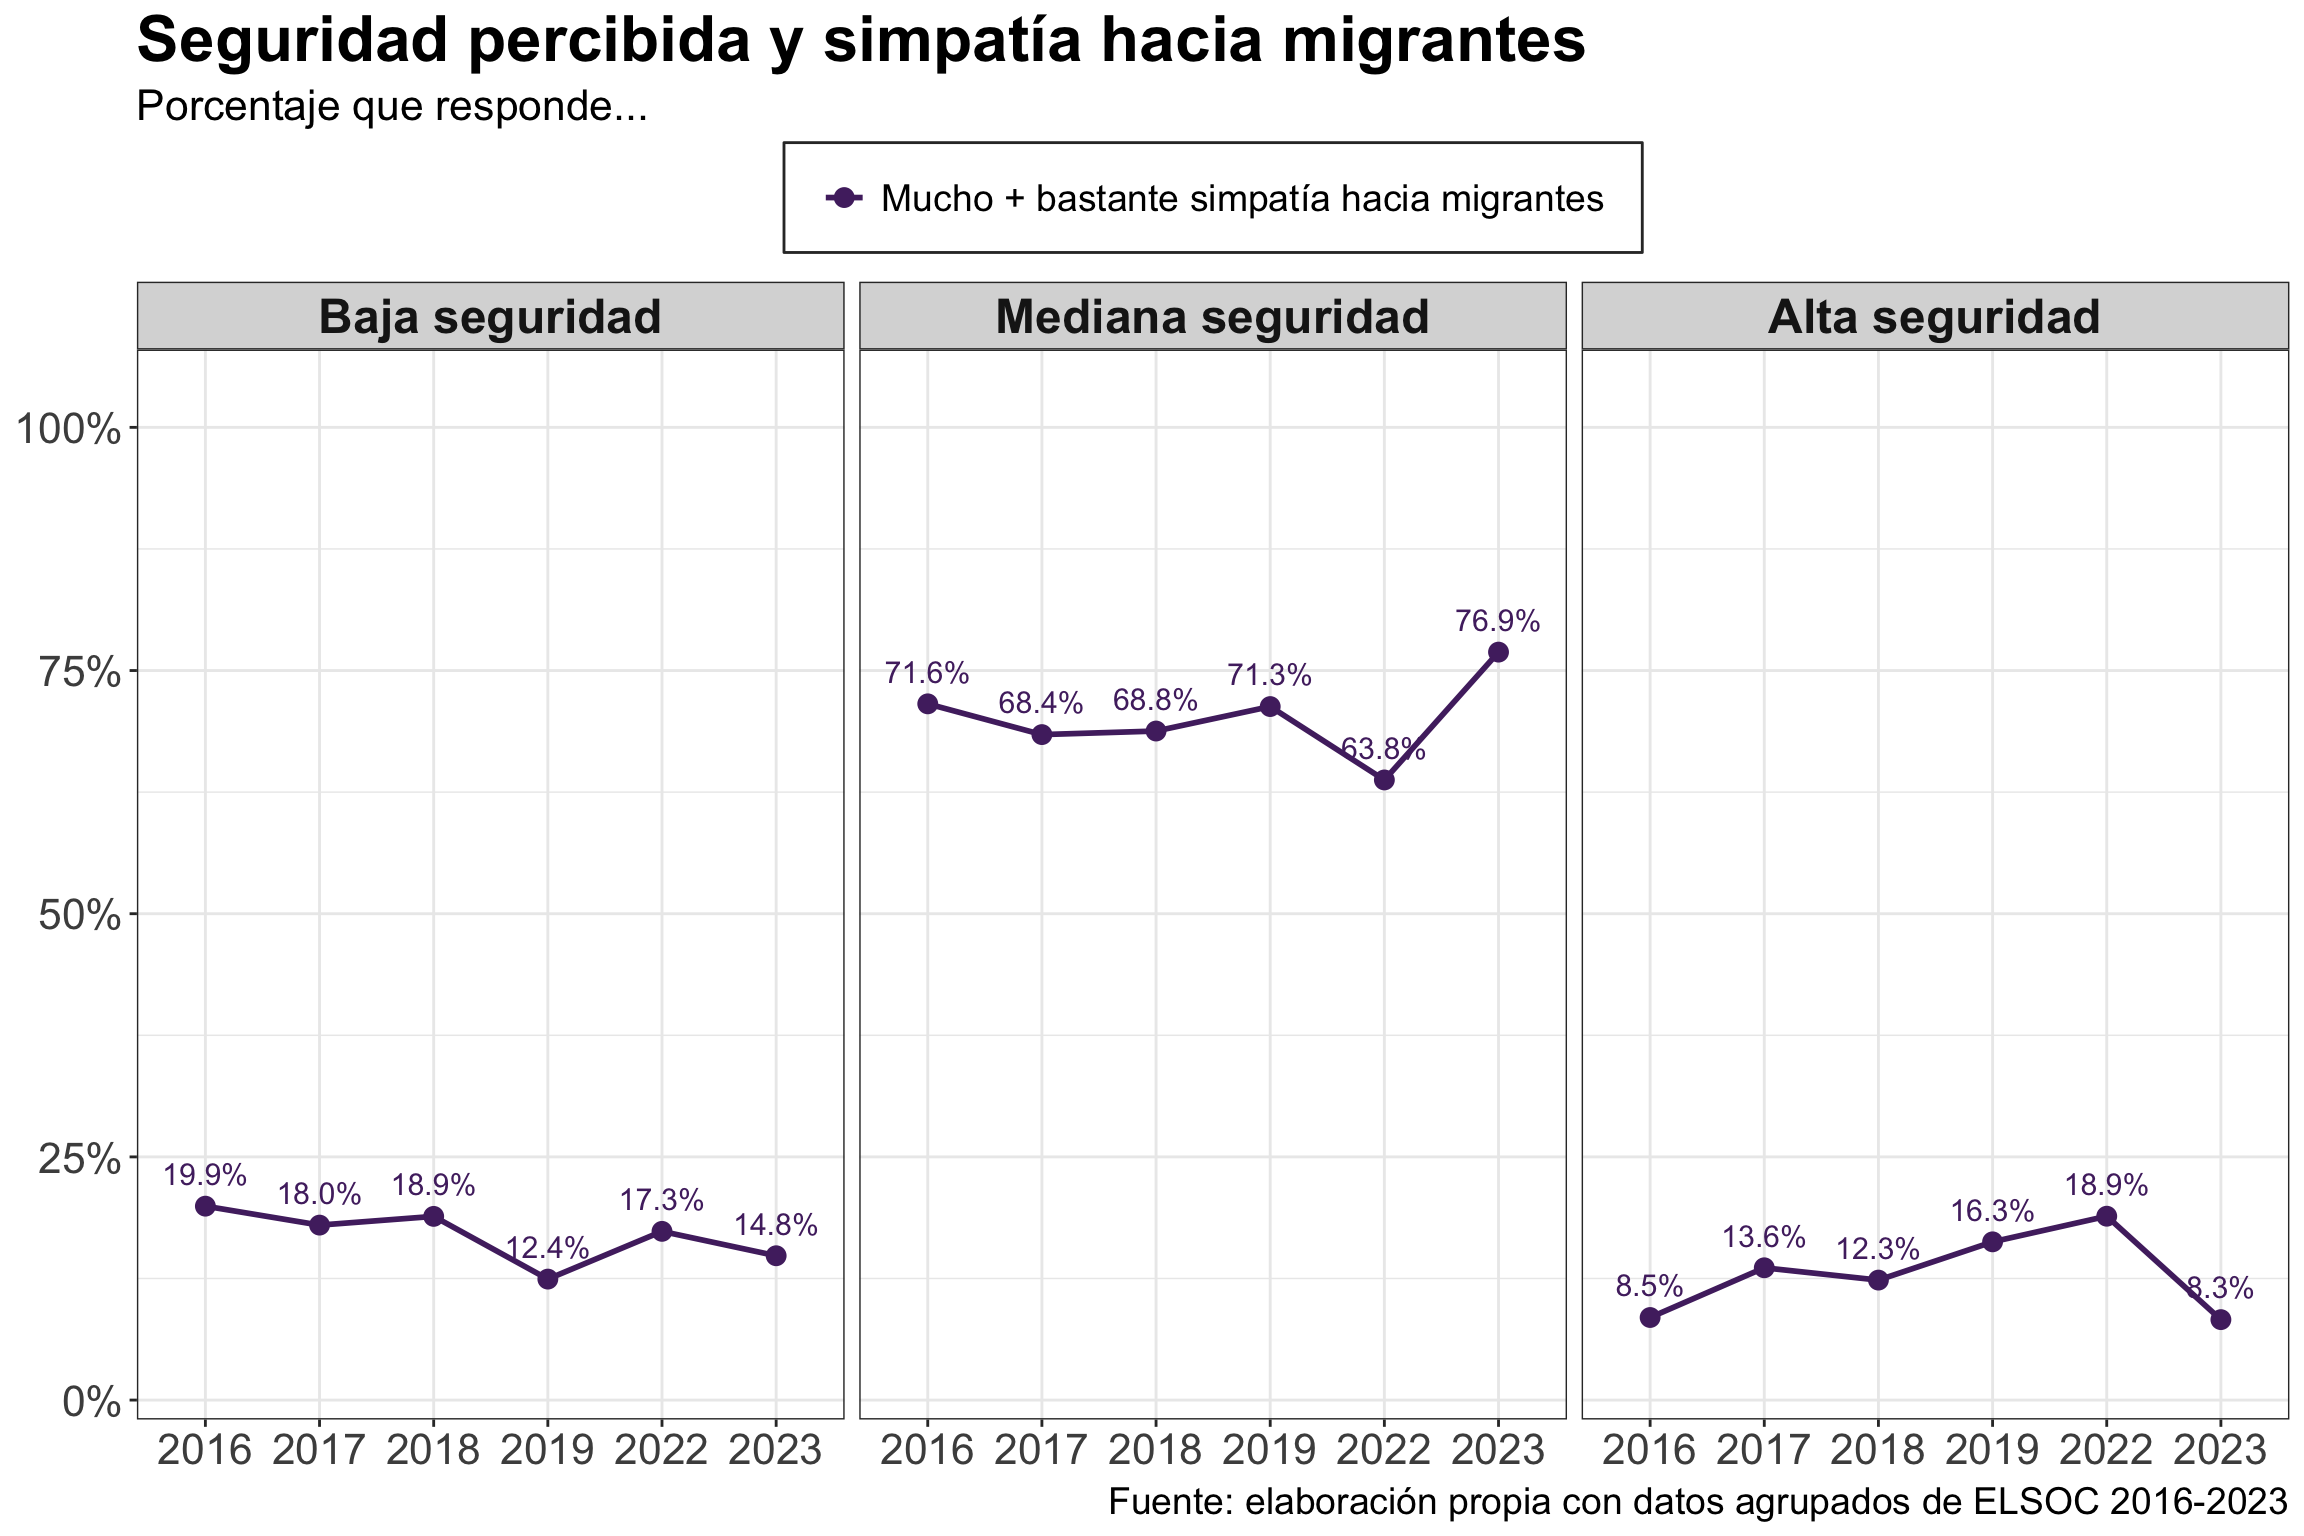 Seguridad percibida y simpatía hacia migrantes
Porcentaje que responde...
Mucho + bastante simpatía hacia migrantes
Baja seguridad
Mediana seguridad
Alta seguridad
100%
75%
50%
25%
0%
19.9%
18.0%
18.9%
12.4%
17.3%
14.8%
71.6%
68.4%
68.8%
71.3%
63.8%
76.9%
8.5%
13.6%
12.3%
16.3%
18.9%
8.3%
2016 2017 2018 2019 2022 2023
2016 2017 2018 2019 2022 2023
2016 2017 2018 2019 2022 2023
Fuente: elaboración propia con datos agrupados de ELSOC 2016-2023